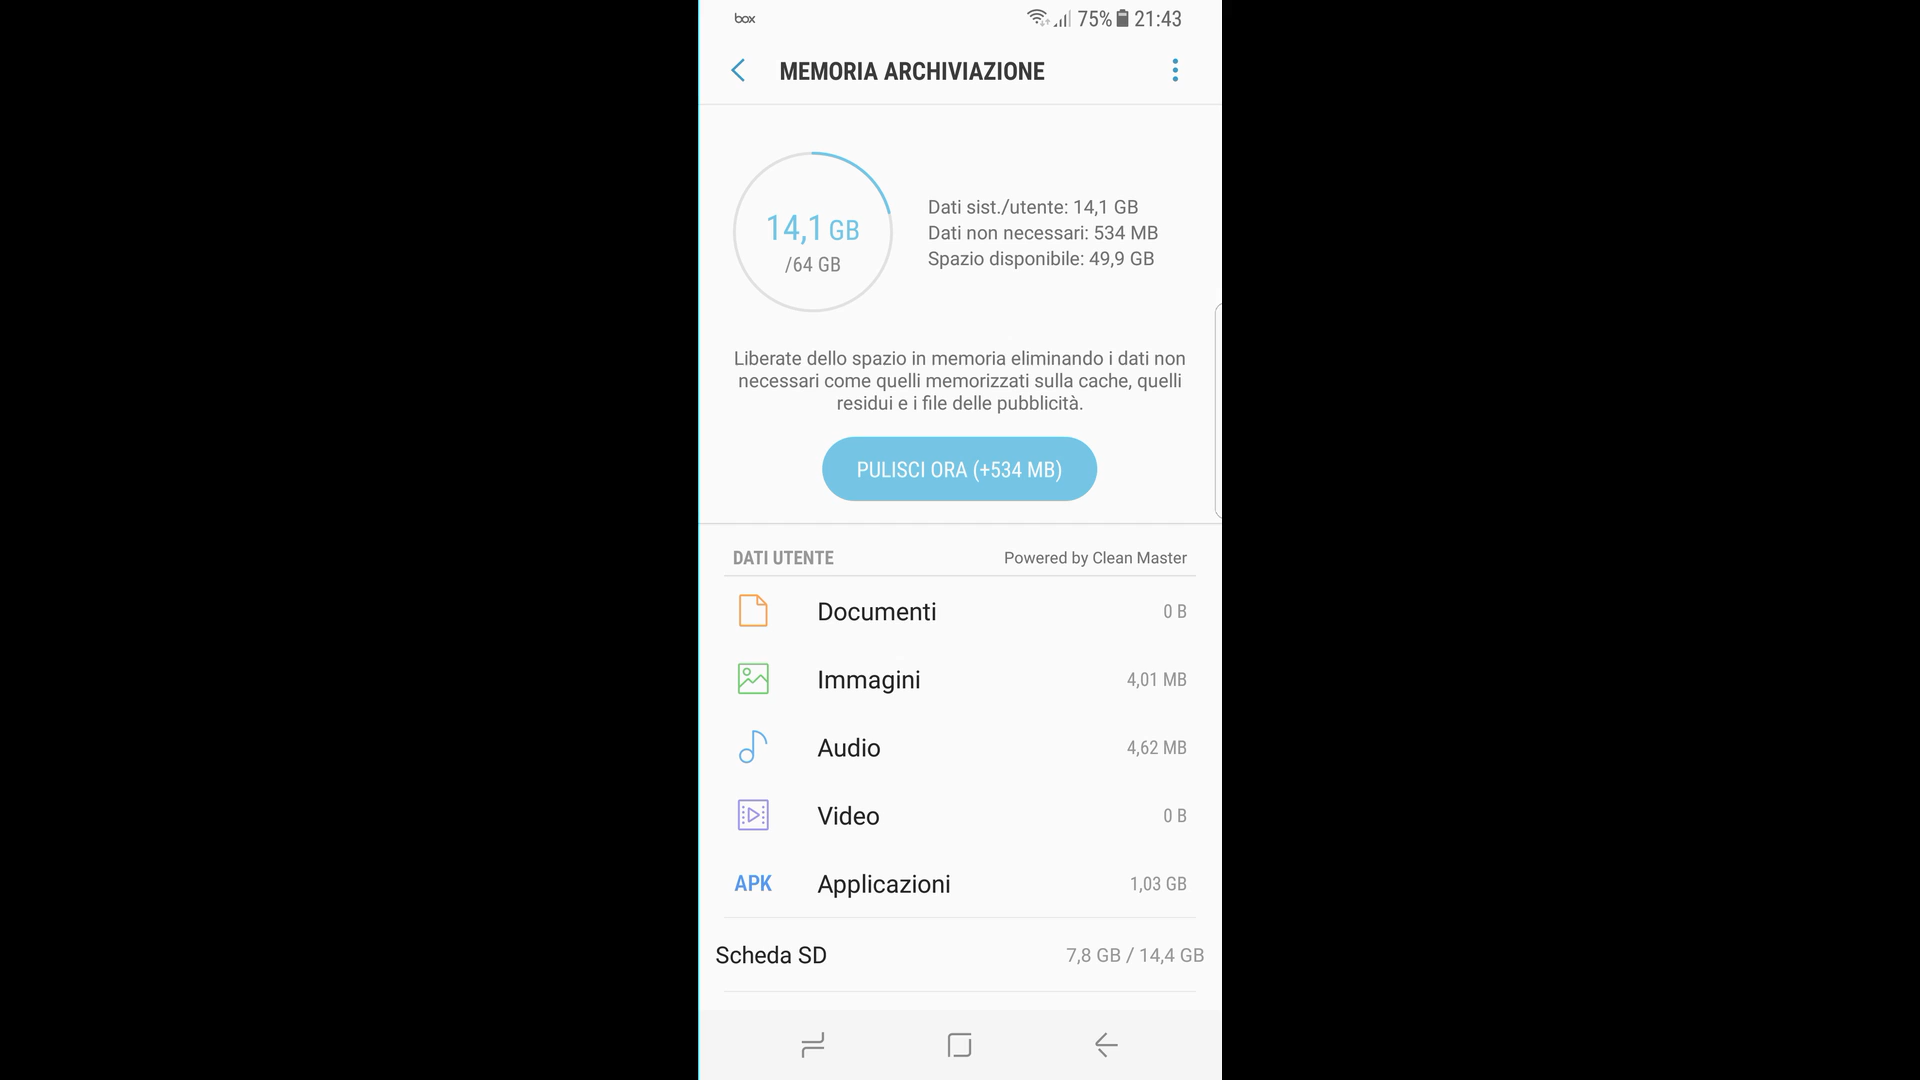 box
75% 21:43
MEMORIA ARCHIVIAZIONE
14,1 GB
/64 GB
Dati sist./utente: 14,1 GB
Dati non necessari: 534 MB
Spazio disponibile: 49,9 GB
Liberate dello spazio in memoria eliminando i dati non
necessari come quelli memorizzati sulla cache, quelli
residui e i file delle pubblicità.
PULISCI ORA (+534 MB)
DATI UTENTE Powered by Clean Master
Documenti 0 B
Immagini 4,01 MB
Audio 4,62 MB
Video 0 B
APK Applicazioni 1,03 GB
Scheda SD 7,8 GB / 14,4 GB